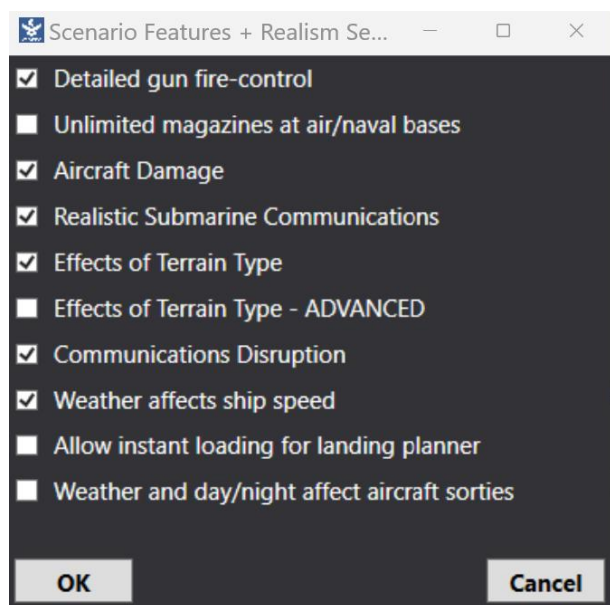 Scenario Features + Realism Se...
Detailed gun fire-control
Unlimited magazines at air/naval bases
Aircraft Damage
Realistic Submarine Communications
Effects of Terrain Type
Effects of Terrain Type - ADVANCED
Communications Disruption
Weather affects ship speed
Allow instant loading for landing planner
Weather and day/night affect aircraft sorties
OK
Cancel